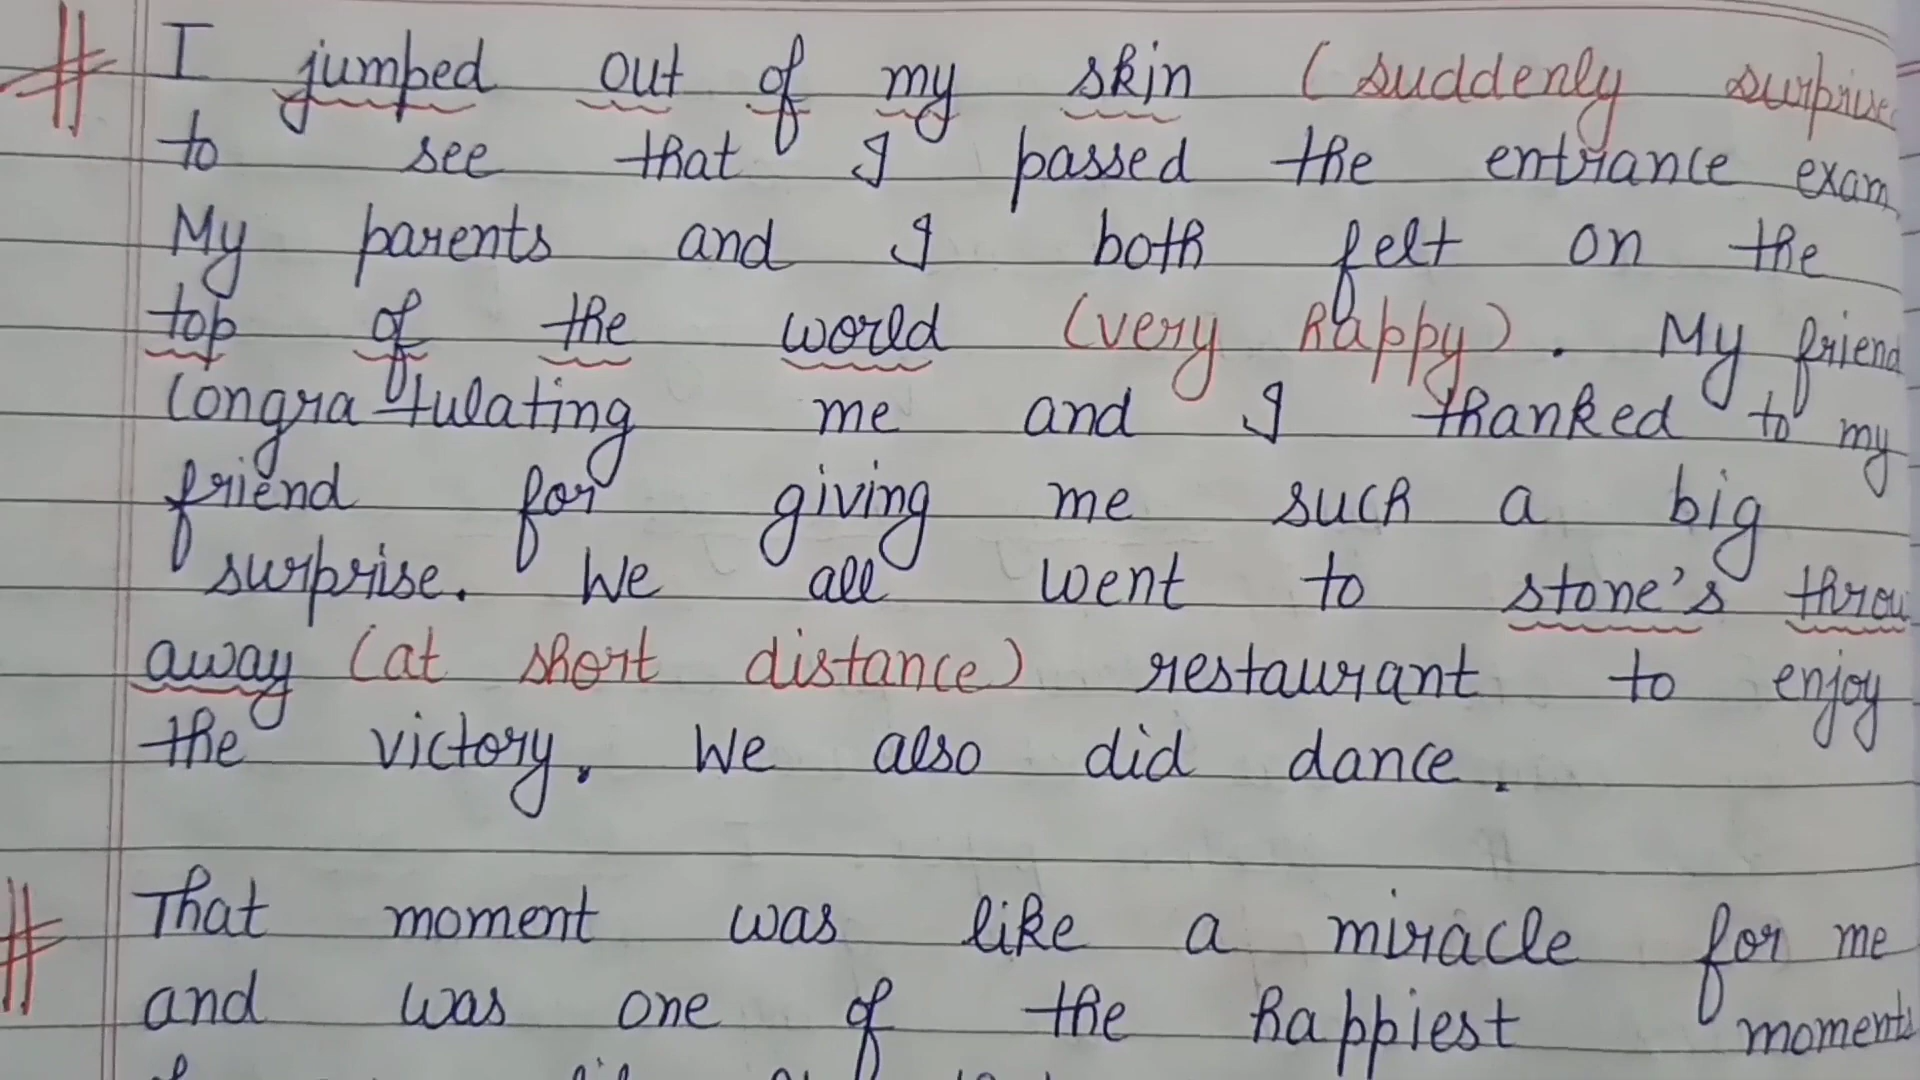 # I jumped out of my skin (suddenly surprise
to see that I passed the entrance exam
My parents and I both felt on the
top of the world (very happy). My friend
Congratulating me and I thanked to my
friend for giving me such a big
surprise. We all went to stone's throw
away (at short distance) restaurant to enjoy
the victory. We also did dance.
# That moment was like a miracle for me
and was one of the happiest moments